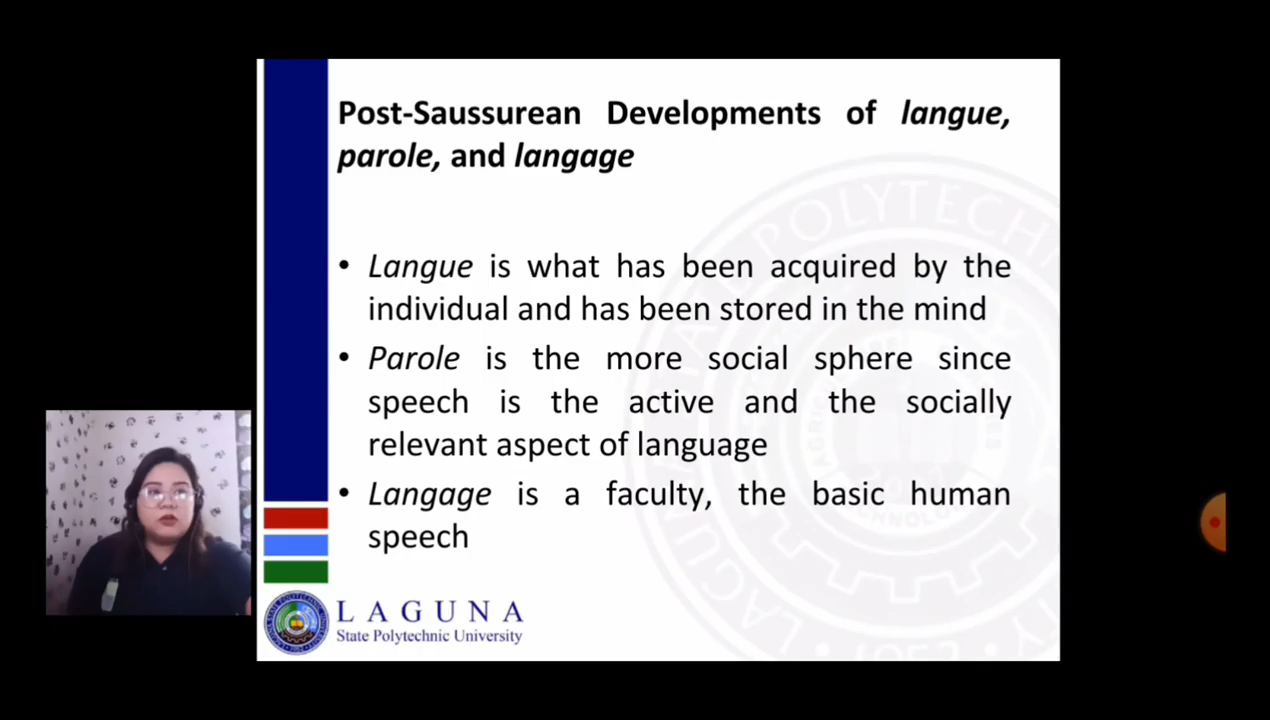 Post-Saussurean Developments of langue,
parole, and langage
• Langue is what has been acquired by the
individual and has been stored in the mind
• Parole is the more social sphere since
speech is the active and the socially
relevant aspect of language
• Langage is a faculty, the basic human
speech
LAGUNA
State Polytechnic University